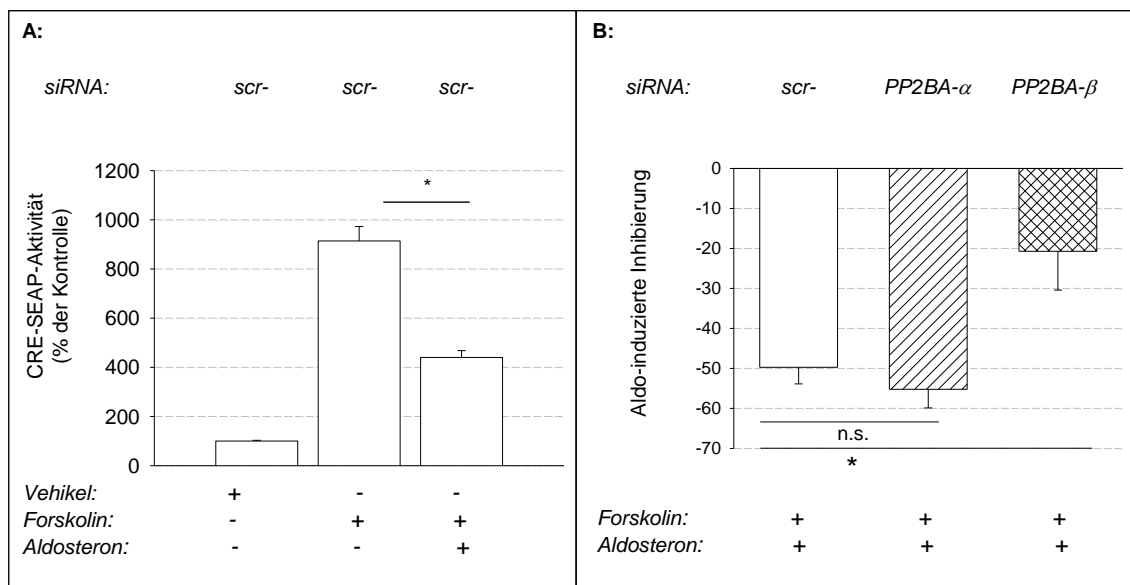 A:
siRNA: scr- scr- scr-
*
1200
1000
800
600
400
200
0
CRE-SEAP-Aktivität
(% der Kontrolle)
Vehikel: + - -
Forskolin: - + +
Aldosteron: - - +
B:
siRNA: scr- PP2BA-α PP2BA-β
0
-10
-20
-30
-40
-50
-60
-70
Aldo-induzierte Inhibierung
n.s.
*
Forskolin: + + +
Aldosteron: + + +